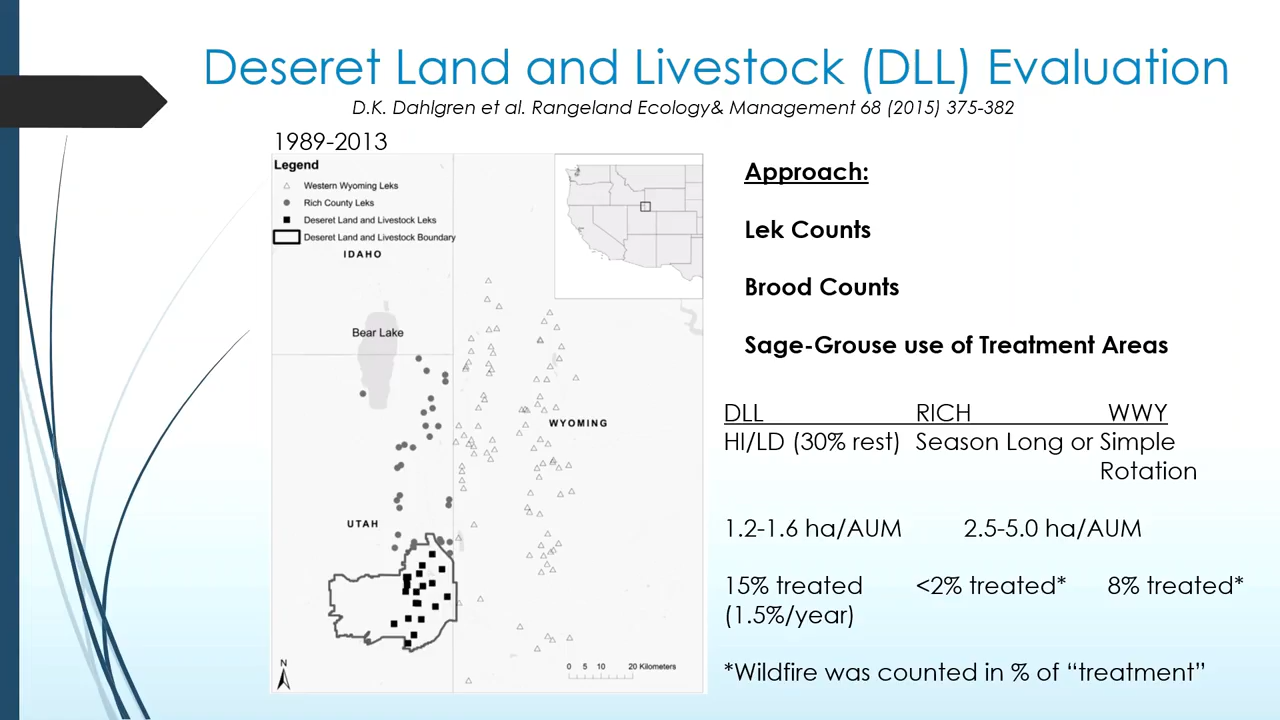 Deseret Land and Livestock (DLL) Evaluation
D.K. Dahlgren et al. Rangeland Ecology& Management 68 (2015) 375-382
1989-2013
Legend
Western Wyoming Leks
Rich County Leks
Deseret Land and Livestock Leks
Deseret Land and Livestock Boundary
IDAHO
Bear Lake
WYOMING
UTAH
N
0 5 10 20 Kilometers
Approach:
Lek Counts
Brood Counts
Sage-Grouse use of Treatment Areas
DLL RICH WWY
HI/LD (30% rest) Season Long or Simple
Rotation
1.2-1.6 ha/AUM 2.5-5.0 ha/AUM
15% treated <2% treated* 8% treated*
(1.5%/year)
*Wildfire was counted in % of “treatment”